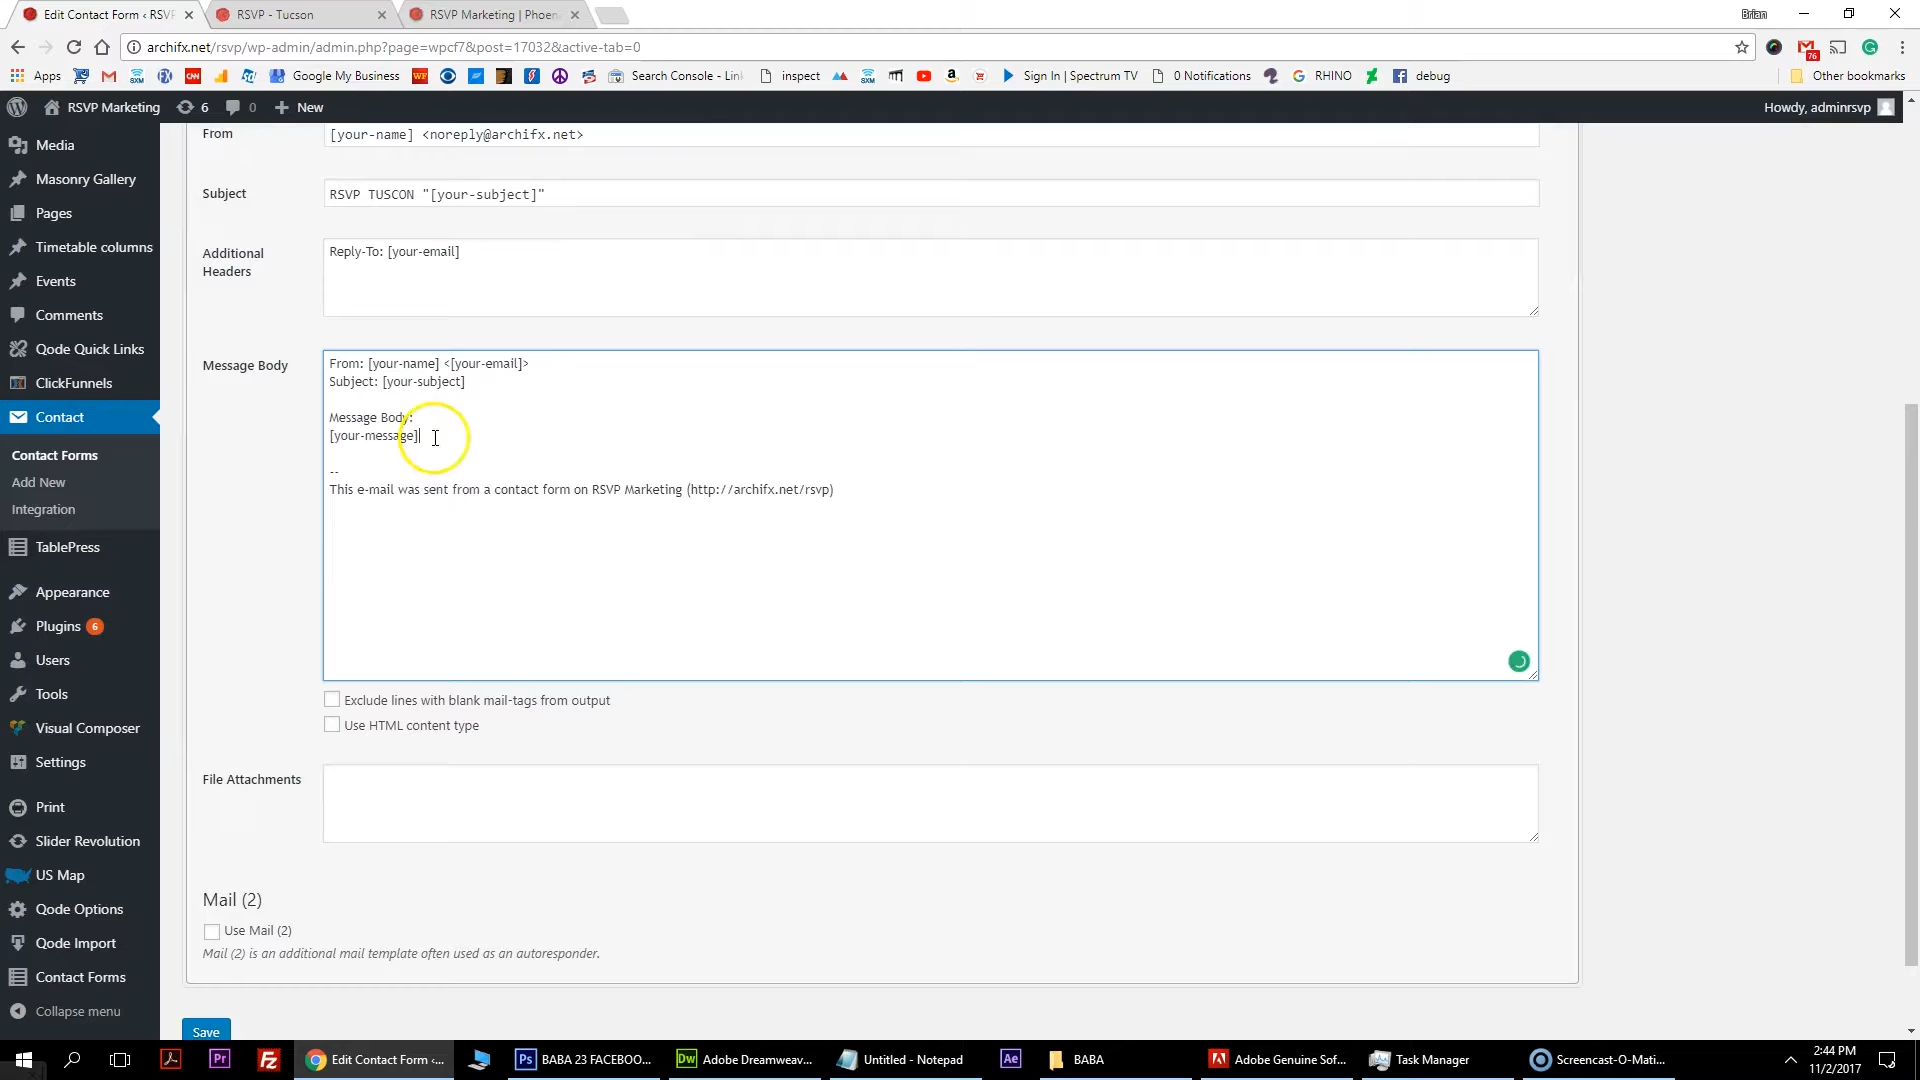 Edit Contact Form ‹ RSVP
RSVP - Tucson
RSVP Marketing | Phoen
Brian
archifx.net/rsvp/wp-admin/admin.php?page=wpcf7&post=17032&active-tab=0
76
Apps
Google My Business
Search Console - Link
inspect
Sign In | Spectrum TV
0 Notifications
RHINO
debug
Other bookmarks
RSVP Marketing
6
0
New
Howdy, adminrsvp
Media
Masonry Gallery
Pages
Timetable columns
Events
Comments
Qode Quick Links
ClickFunnels
Contact
Contact Forms
Add New
Integration
TablePress
Appearance
Plugins 6
Users
Tools
Visual Composer
Settings
Print
Slider Revolution
US Map
Qode Options
Qode Import
Contact Forms
Collapse menu
From
[your-name] <noreply@archifx.net>
Subject
RSVP TUSCON "[your-subject]"
Additional
Headers
Reply-To: [your-email]
Message Body
From: [your-name] <[your-email]>
Subject: [your-subject]
Message Body:
[your-message]
--
This e-mail was sent from a contact form on RSVP Marketing (http://archifx.net/rsvp)
Exclude lines with blank mail-tags from output
Use HTML content type
File Attachments
Mail (2)
Use Mail (2)
Mail (2) is an additional mail template often used as an autoresponder.
Save
Edit Contact Form ‹...
BABA 23 FACEBOO...
Adobe Dreamweav...
Untitled - Notepad
BABA
Adobe Genuine Sof...
Task Manager
Screencast-O-Mati...
2:44 PM
11/2/2017